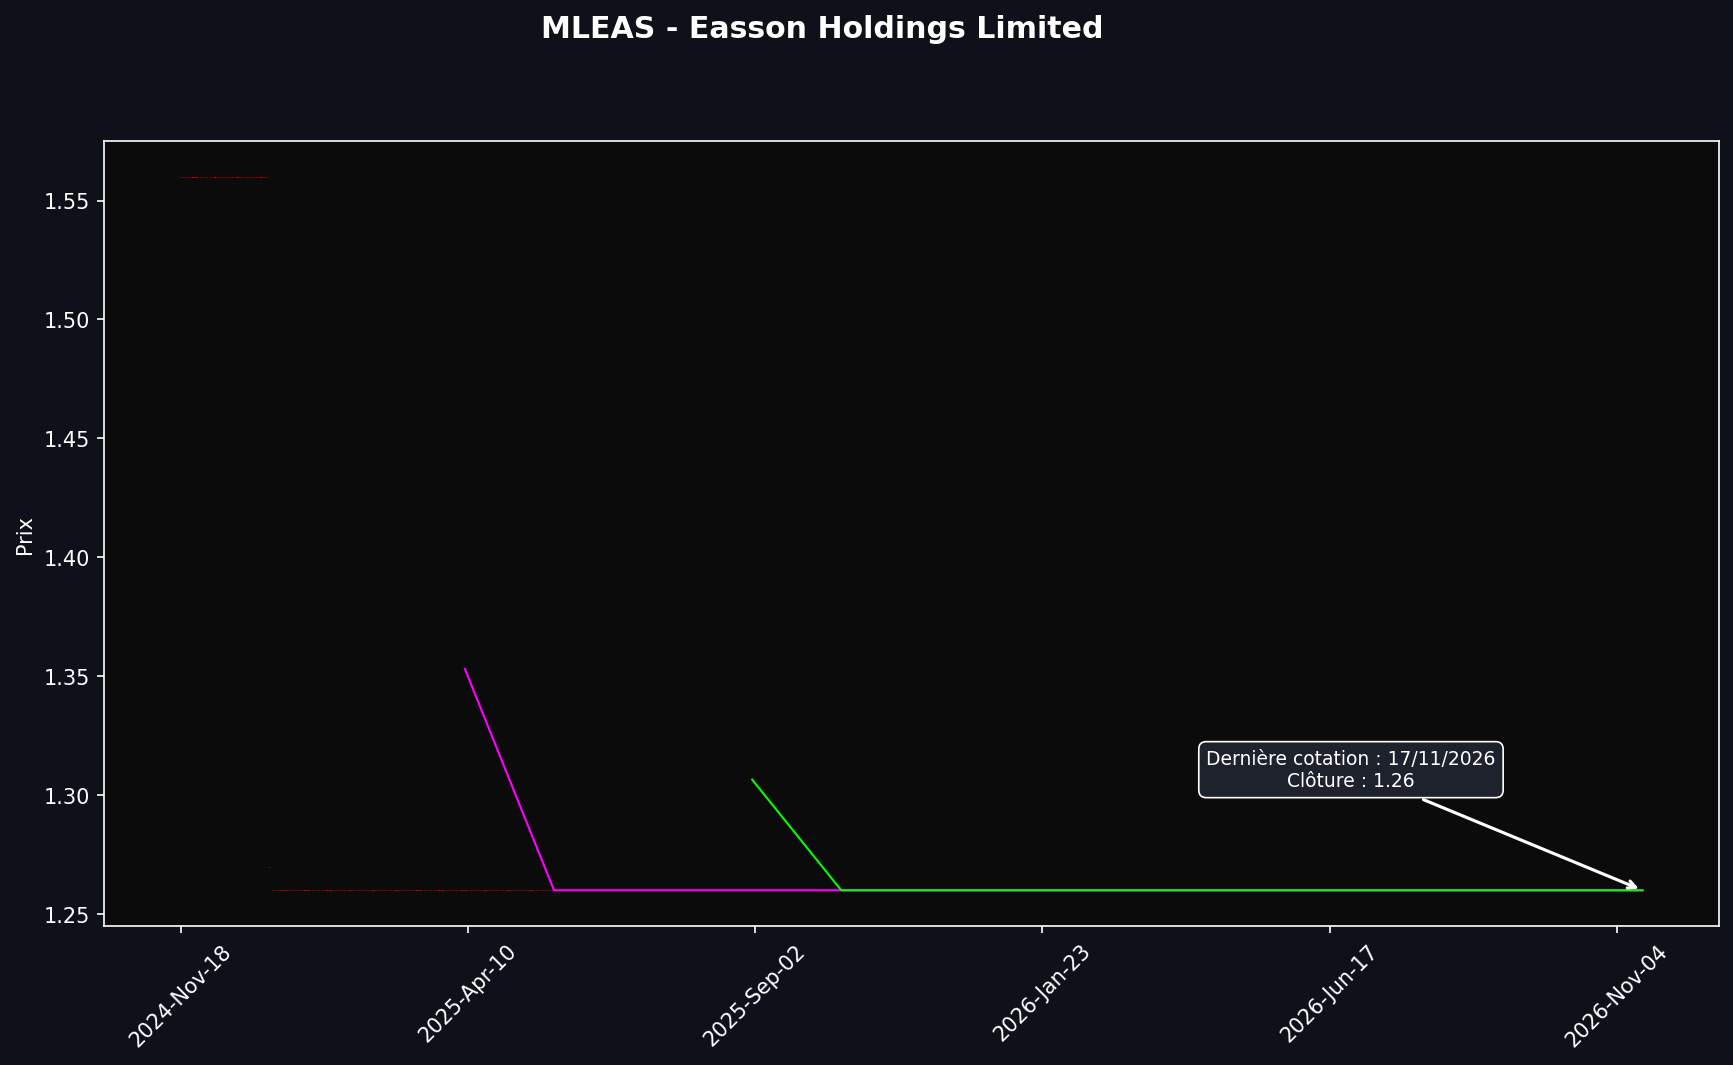 MLEAS - Easson Holdings Limited
Prix
1.55
1.50
1.45
1.40
1.35
1.30
1.25
Dernière cotation : 17/11/2026
Clôture : 1.26
2024-Nov-18
2025-Apr-10
2025-Sep-02
2026-Jan-23
2026-Jun-17
2026-Nov-04